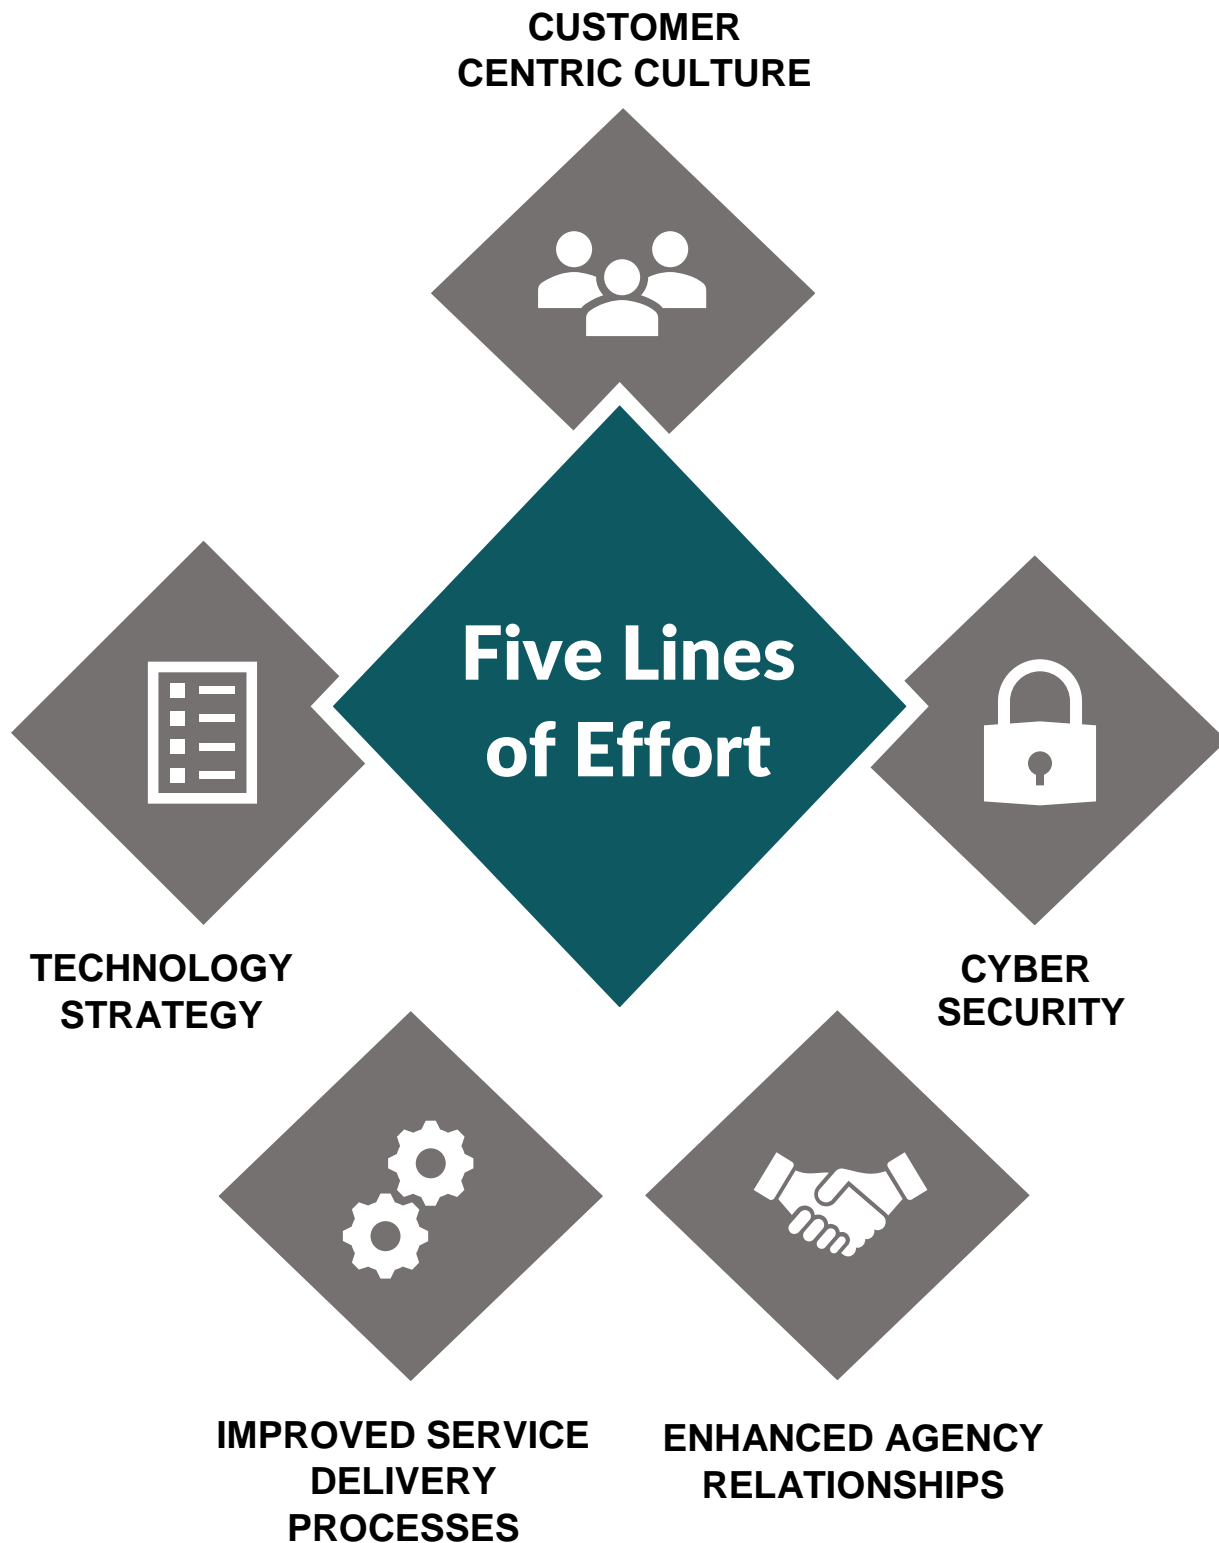 CUSTOMER
CENTRIC CULTURE
Five Lines
of Effort
TECHNOLOGY
STRATEGY
CYBER
SECURITY
IMPROVED SERVICE
DELIVERY
PROCESSES
ENHANCED AGENCY
RELATIONSHIPS